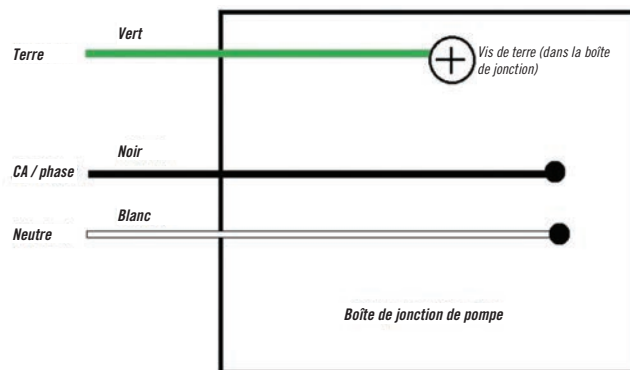 Vert
Terre
Vis de terre (dans la boîte
de jonction)
Noir
CA / phase
Blanc
Neutre
Boîte de jonction de pompe